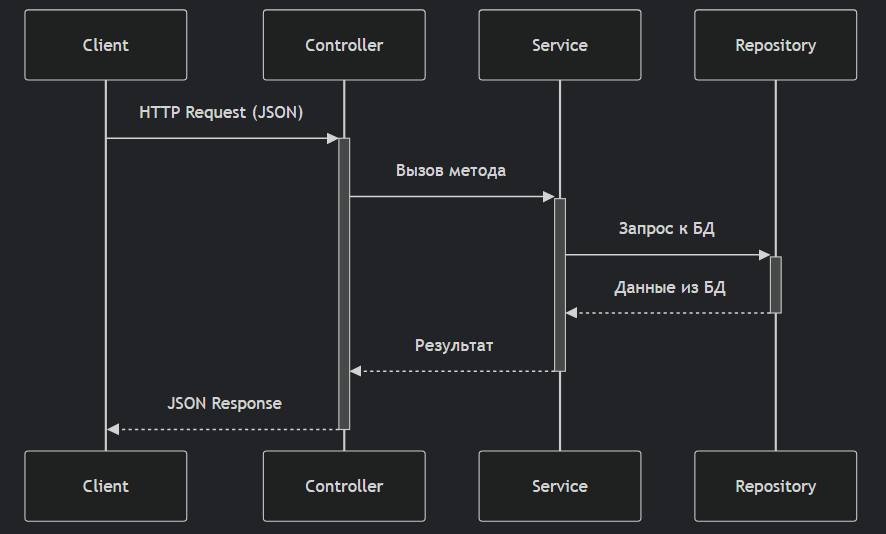 Client
Controller
Service
Repository
HTTP Request (JSON)
Вызов метода
Запрос к БД
Данные из БД
Результат
JSON Response
Client
Controller
Service
Repository